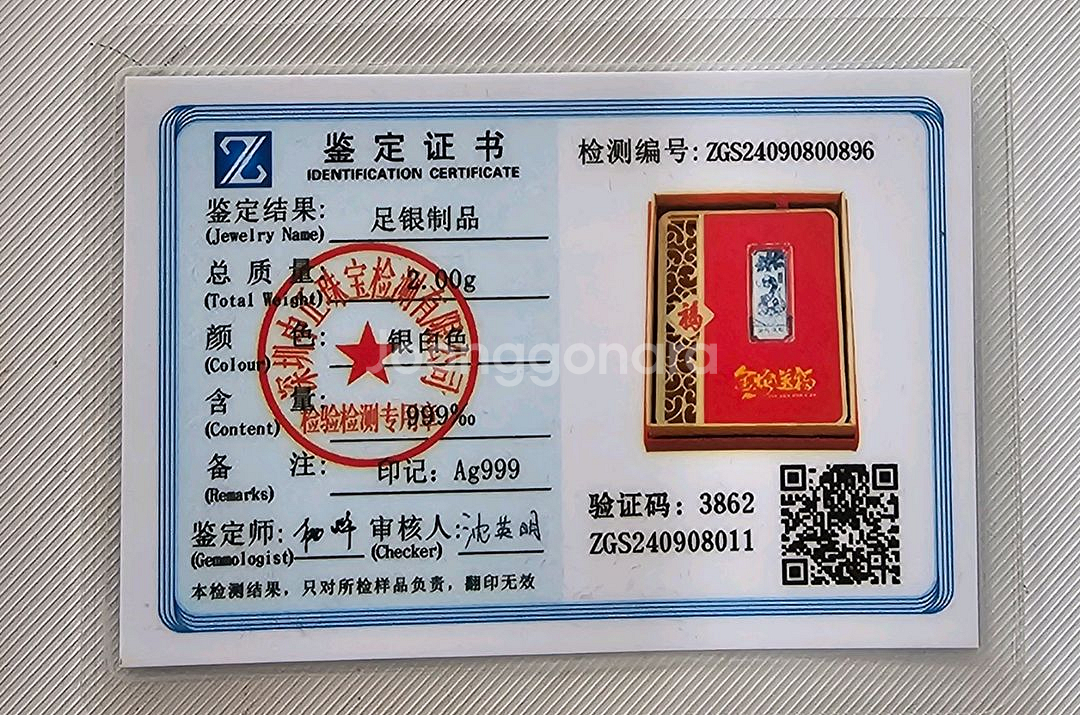 鉴定证书
IDENTIFICATION CERTIFICATE
鉴定结果: 足银制品
(Jewelry Name)
总质量: 2.00g
(Total Weight)
颜色: 银白色
(Colour)
含量: 999‰
(Content)
备注: 印记: Ag999
(Remarks)
鉴定师: 审核人: 沈英明
(Gemmologist) (Checker)
本检测结果，只对所检样品负责，翻印无效
检验检测专用章
检测编号: ZGS24090800896
福
验证码: 3862
ZGS240908011
Joonggonara